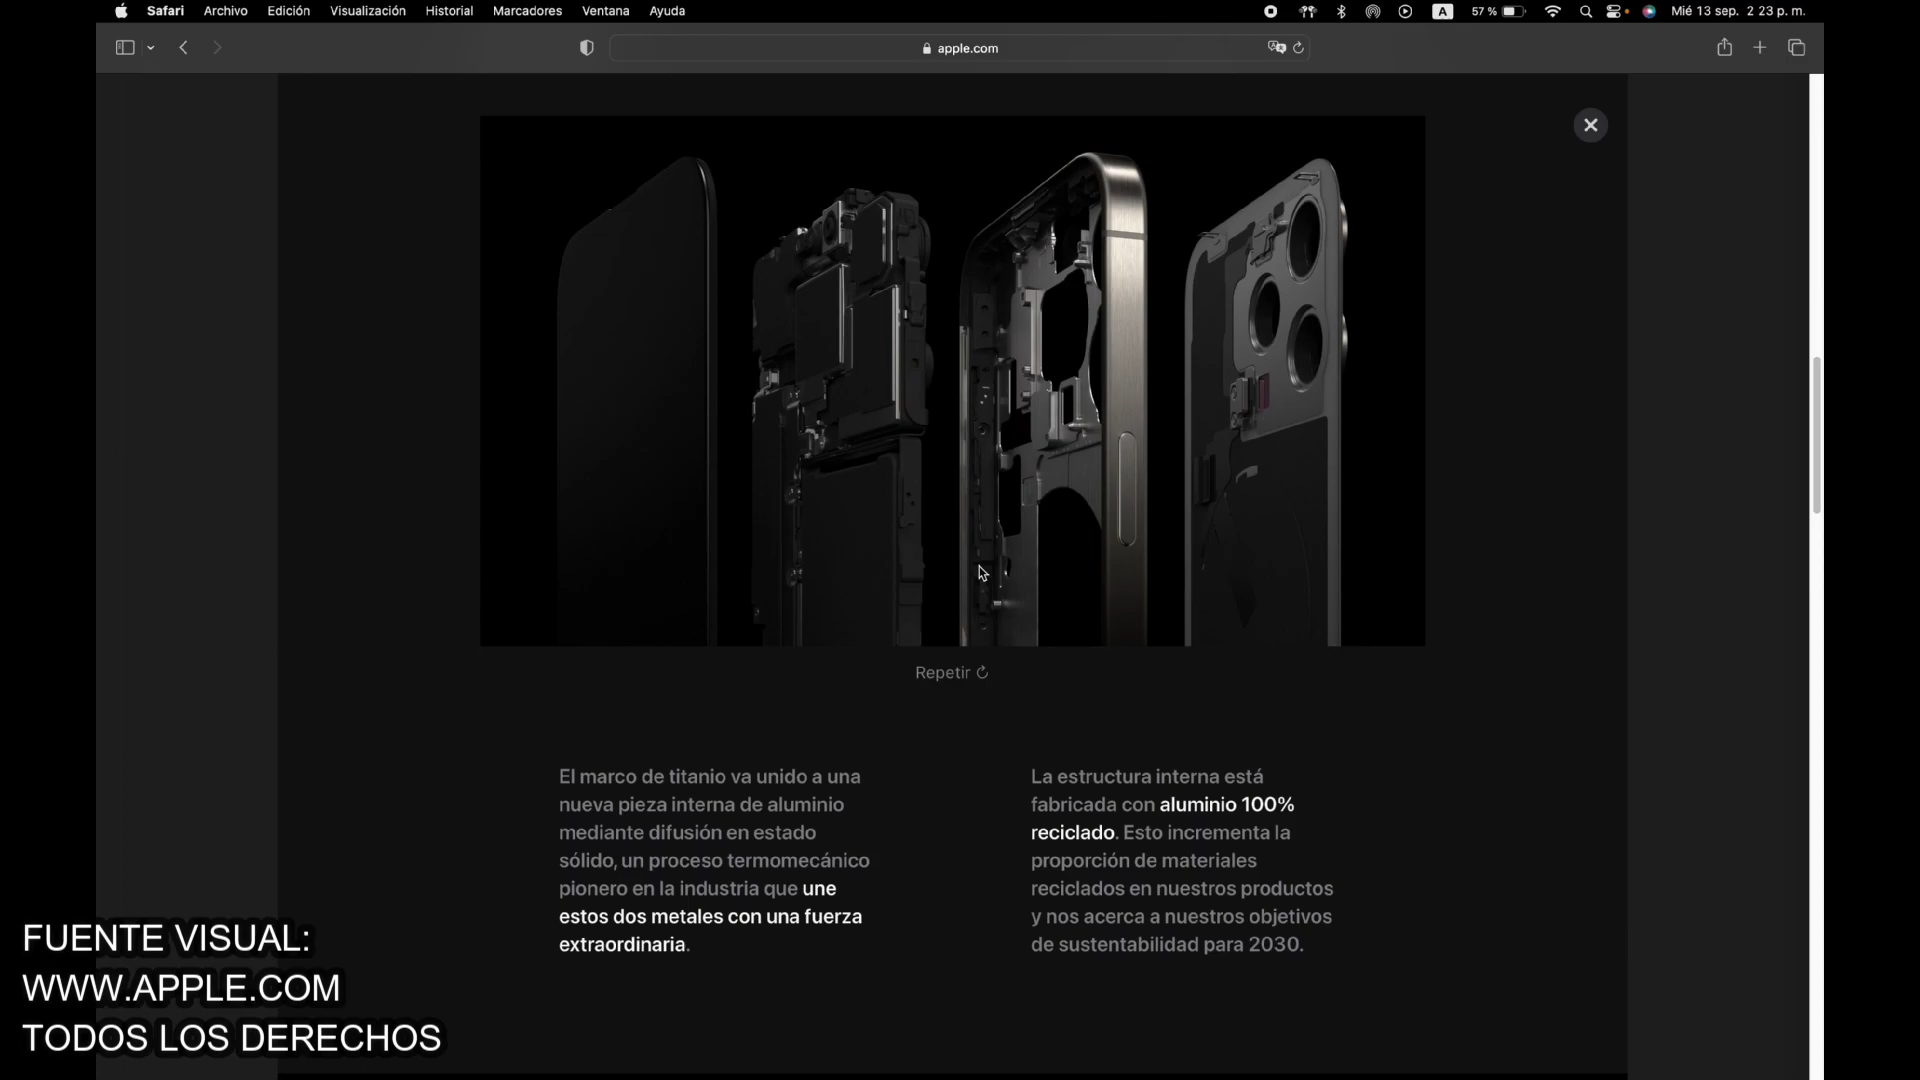 Safari Archivo Edición Visualización Historial Marcadores Ventana Ayuda A 57 % Mié 13 sep. 2 23 p. m.
apple.com
Repetir
El marco de titanio va unido a una
nueva pieza interna de aluminio
mediante difusión en estado
sólido, un proceso termomecánico
pionero en la industria que une
estos dos metales con una fuerza
extraordinaria.
La estructura interna está
fabricada con aluminio 100%
reciclado. Esto incrementa la
proporción de materiales
reciclados en nuestros productos
y nos acerca a nuestros objetivos
de sustentabilidad para 2030.
FUENTE VISUAL:
WWW.APPLE.COM
TODOS LOS DERECHOS